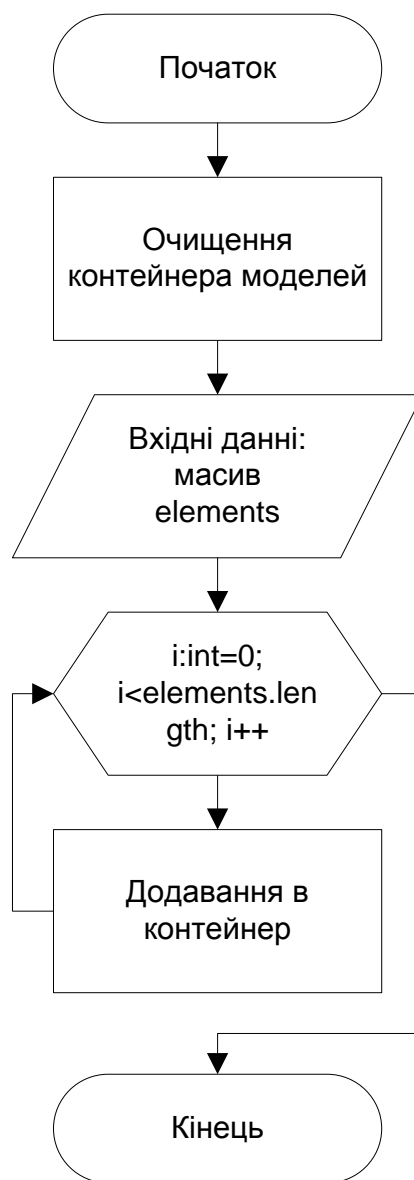 Початок
Очищення
контейнера моделей
Вхідні данні:
масив
elements
i:int=0;
i<elements.len
gth; i++
Додавання в
контейнер
Кінець